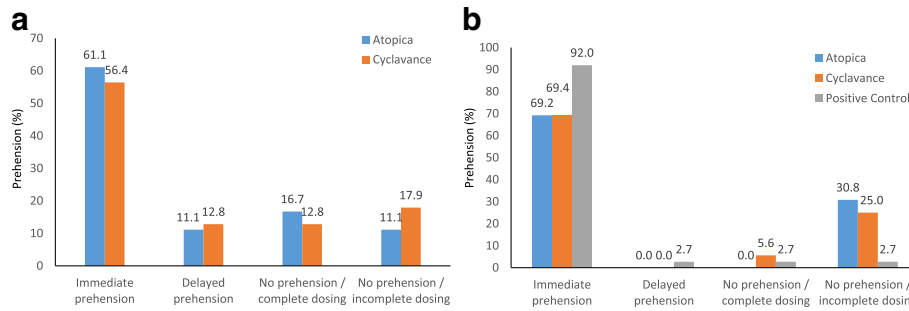 a
70
60
50
40
30
20
10
0
Prehension (%)
61.1
56.4
11.1
12.8
16.7
12.8
11.1
17.9
Immediate
prehension
Delayed
prehension
No prehension /
complete dosing
No prehension /
incomplete dosing
Atopica
Cyclavance
b
100
90
80
70
60
50
40
30
20
10
0
Prehension (%)
69.2
69.4
92.0
0.0
0.0
2.7
0.0
5.6
2.7
30.8
25.0
2.7
Immediate
prehension
Delayed
prehension
No prehension /
complete dosing
No prehension /
incomplete dosing
Atopica
Cyclavance
Positive Control